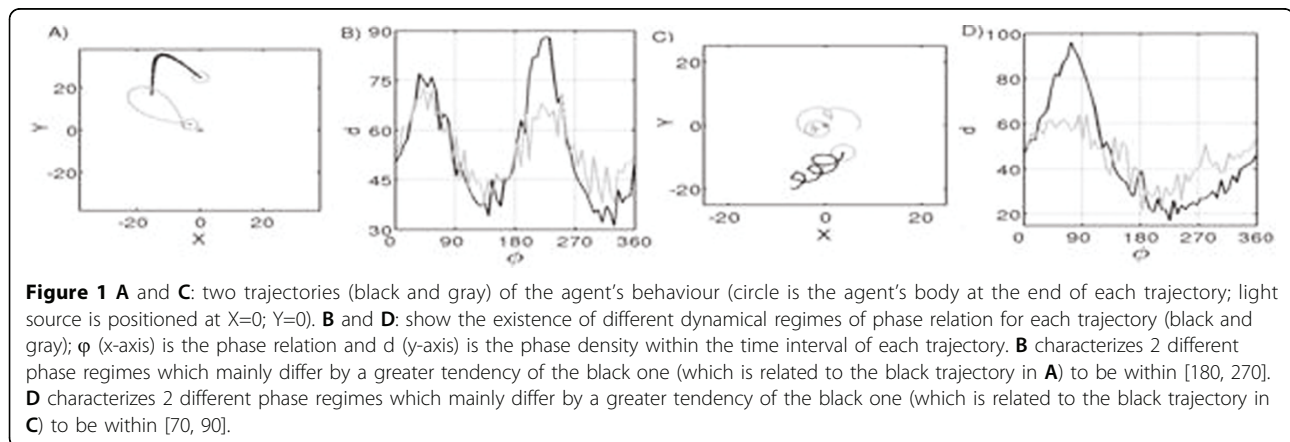 A)
20
0
-20
Y
-20 0 20
X
B)
90
75
60
45
30
d
0 90 180 270 360
ϕ
C)
20
0
-20
Y
-20 0 20
X
D)
100
80
60
40
20
d
0 90 180 270 360
ϕ
Figure 1 A and C: two trajectories (black and gray) of the agent's behaviour (circle is the agent's body at the end of each trajectory; light
source is positioned at X=0; Y=0). B and D: show the existence of different dynamical regimes of phase relation for each trajectory (black and
gray); φ (x-axis) is the phase relation and d (y-axis) is the phase density within the time interval of each trajectory. B characterizes 2 different
phase regimes which mainly differ by a greater tendency of the black one (which is related to the black trajectory in A) to be within [180, 270].
D characterizes 2 different phase regimes which mainly differ by a greater tendency of the black one (which is related to the black trajectory in
C) to be within [70, 90].